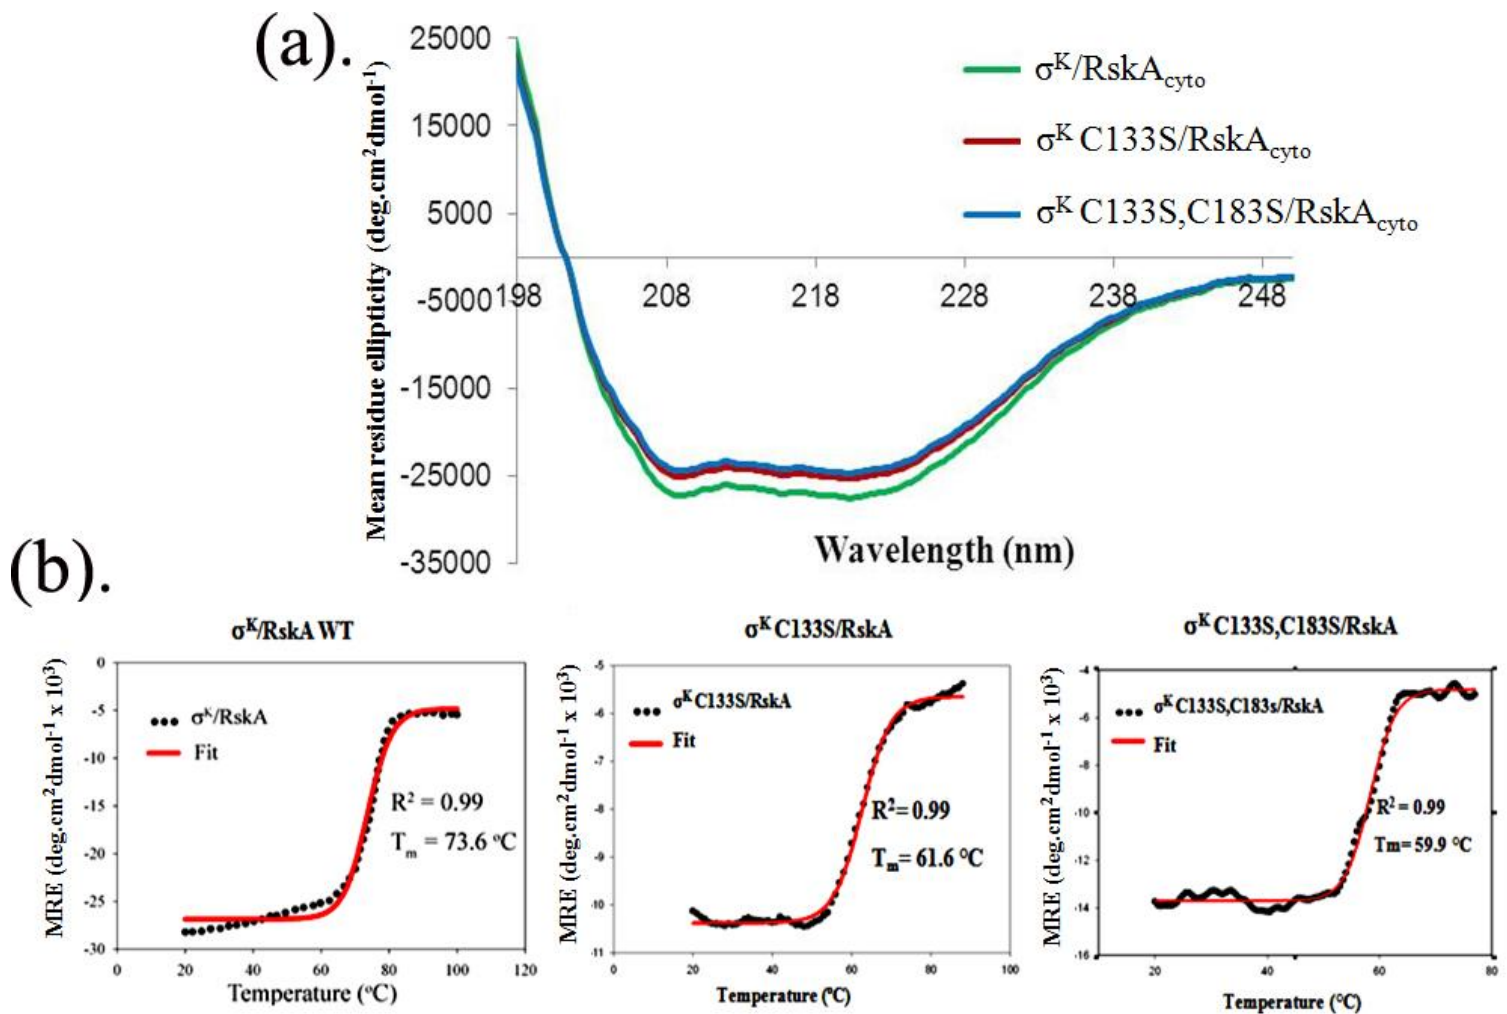 (a).
Mean residue ellipticity (deg.cm²dmol⁻¹)
25000
15000
5000
-5000
-15000
-25000
-35000
198 208 218 228 238 248
Wavelength (nm)
σᴷ/RskAcyto
σᴷ C133S/RskAcyto
σᴷ C133S,C183S/RskAcyto
(b).
σᴷ/RskA WT
MRE (deg.cm²dmol⁻¹ x 10³)
0
-5
-10
-15
-20
-25
-30
σᴷ/RskA
Fit
R² = 0.99
Tm = 73.6 °C
0 20 40 60 80 100 120
Temperature (°C)
σᴷ C133S/RskA
MRE (deg.cm²dmol⁻¹ x 10³)
-5
-6
-7
-8
-9
-10
-11
σᴷ C133S/RskA
Fit
R²= 0.99
Tm= 61.6 °C
0 20 40 60 80 100
Temperature (°C)
σᴷ C133S,C183S/RskA
MRE (deg.cm²dmol⁻¹ x 10³)
-4
-6
-8
-10
-12
-14
-16
σᴷ C133S,C183s/RskA
Fit
R² = 0.99
Tm= 59.9 °C
20 40 60 80
Temperature (°C)